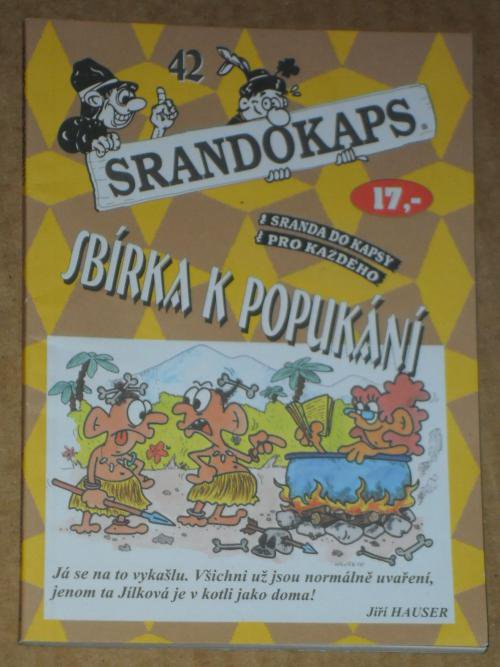 42
SRANDOKAPS
17,-
SRANDA DO KAPSY
PRO KAŽDÉHO
SBÍRKA K POPUKÁNÍ
Já se na to vykašlu. Všichni už jsou normálně uvaření,
jenom ta Jílková je v kotli jako doma!
Jiří HAUSER